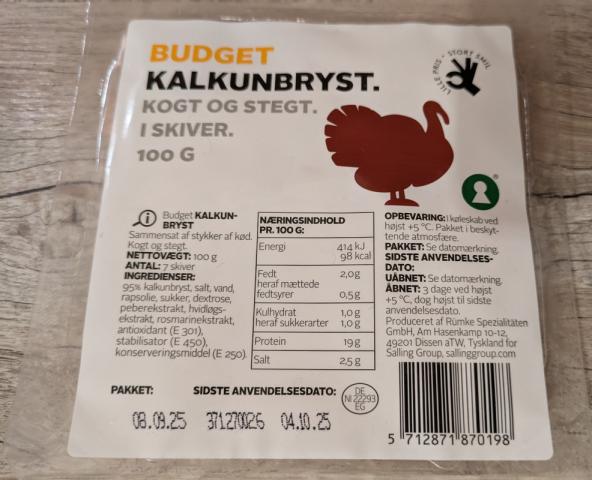 BUDGET
KALKUNBRYST.
KOGT OG STEGT.
I SKIVER.
100 G
LILLE PRIS - STORT SMIL
®
i
Budget KALKUN-
BRYST
Sammensat af stykker af kød.
Kogt og stegt.
NETTOVÆGT: 100 g
ANTAL: 7 skiver
INGREDIENSER:
95% kalkunbryst, salt, vand,
rapsolie, sukker, dextrose,
peberekstrakt, hvidløgs-
ekstrakt, rosmarinekstrakt,
antioxidant (E 301),
stabilisator (E 450),
konserveringsmiddel (E 250).
NÆRINGSINDHOLD
PR. 100 G:
Energi 414 kJ
98 kcal
Fedt 2,0 g
heraf mættede
fedtsyrer 0,5 g
Kulhydrat 1,0 g
heraf sukkerarter 1,0 g
Protein 19 g
Salt 2,5 g
OPBEVARING: I køleskab ved
højst +5 °C. Pakket i beskyt-
tende atmosfære.
PAKKET: Se datomærkning.
SIDSTE ANVENDELSES-
DATO:
UÅBNET: Se datomærkning.
ÅBNET: 3 dage ved højst
+5 °C, dog højst til sidste
anvendelsesdato.
Produceret af Rümke Spezialitäten
GmbH, Am Hasenkamp 10-12,
49201 Dissen aTW, Tyskland for
Salling Group, sallinggroup.com
PAKKET: SIDSTE ANVENDELSESDATO:
DE
NI 22293
EG
08.09.25 371270026 04.10.25
5 712871 870198